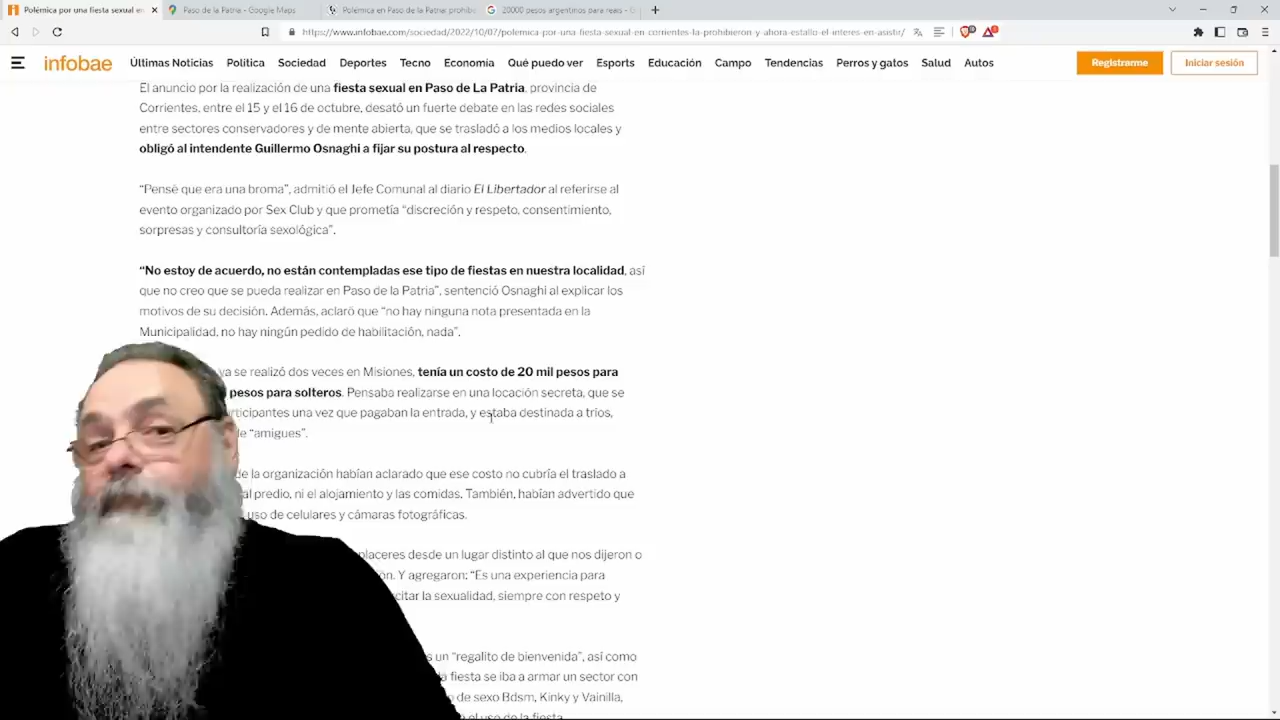 Polémica por una fiesta sexual en
Paso de la Patria - Google Maps
Polémica en Paso de la Patria: prohib
20000 pesos argentinos para reais - G
https://www.infobae.com/sociedad/2022/10/07/polemica-por-una-fiesta-sexual-en-corrientes-la-prohibieron-y-ahora-estallo-el-interes-en-asistir/
infobae
Últimas Noticias
Política
Sociedad
Deportes
Tecno
Economía
Qué puedo ver
Esports
Educación
Campo
Tendencias
Perros y gatos
Salud
Autos
Registrarme
Iniciar sesión
El anuncio por la realización de una fiesta sexual en Paso de La Patria, provincia de
Corrientes, entre el 15 y el 16 de octubre, desató un fuerte debate en las redes sociales
entre sectores conservadores y de mente abierta, que se trasladó a los medios locales y
obligó al intendente Guillermo Osnaghi a fijar su postura al respecto.
“Pensé que era una broma”, admitió el Jefe Comunal al diario El Libertador al referirse al
evento organizado por Sex Club y que prometía “discreción y respeto, consentimiento,
sorpresas y consultoría sexológica”.
“No estoy de acuerdo, no están contempladas ese tipo de fiestas en nuestra localidad, así
que no creo que se pueda realizar en Paso de la Patria”, sentenció Osnaghi al explicar los
motivos de su decisión. Además, aclaró que “no hay ninguna nota presentada en la
Municipalidad, no hay ningún pedido de habilitación, nada”.
ya se realizó dos veces en Misiones, tenía un costo de 20 mil pesos para
pesos para solteros. Pensaba realizarse en una locación secreta, que se
participantes una vez que pagaban la entrada, y estaba destinada a tríos,
de “amigues”.
de la organización habían aclarado que ese costo no cubría el traslado a
al predio, ni el alojamiento y las comidas. También, habían advertido que
uso de celulares y cámaras fotográficas.
placeres desde un lugar distinto al que nos dijeron o
Y agregaron: “Es una experiencia para
citar la sexualidad, siempre con respeto y
un “regalito de bienvenida”, así como
la fiesta se iba a armar un sector con
de sexo Bdsm, Kinky y Vainilla,
el uso de la fiesta